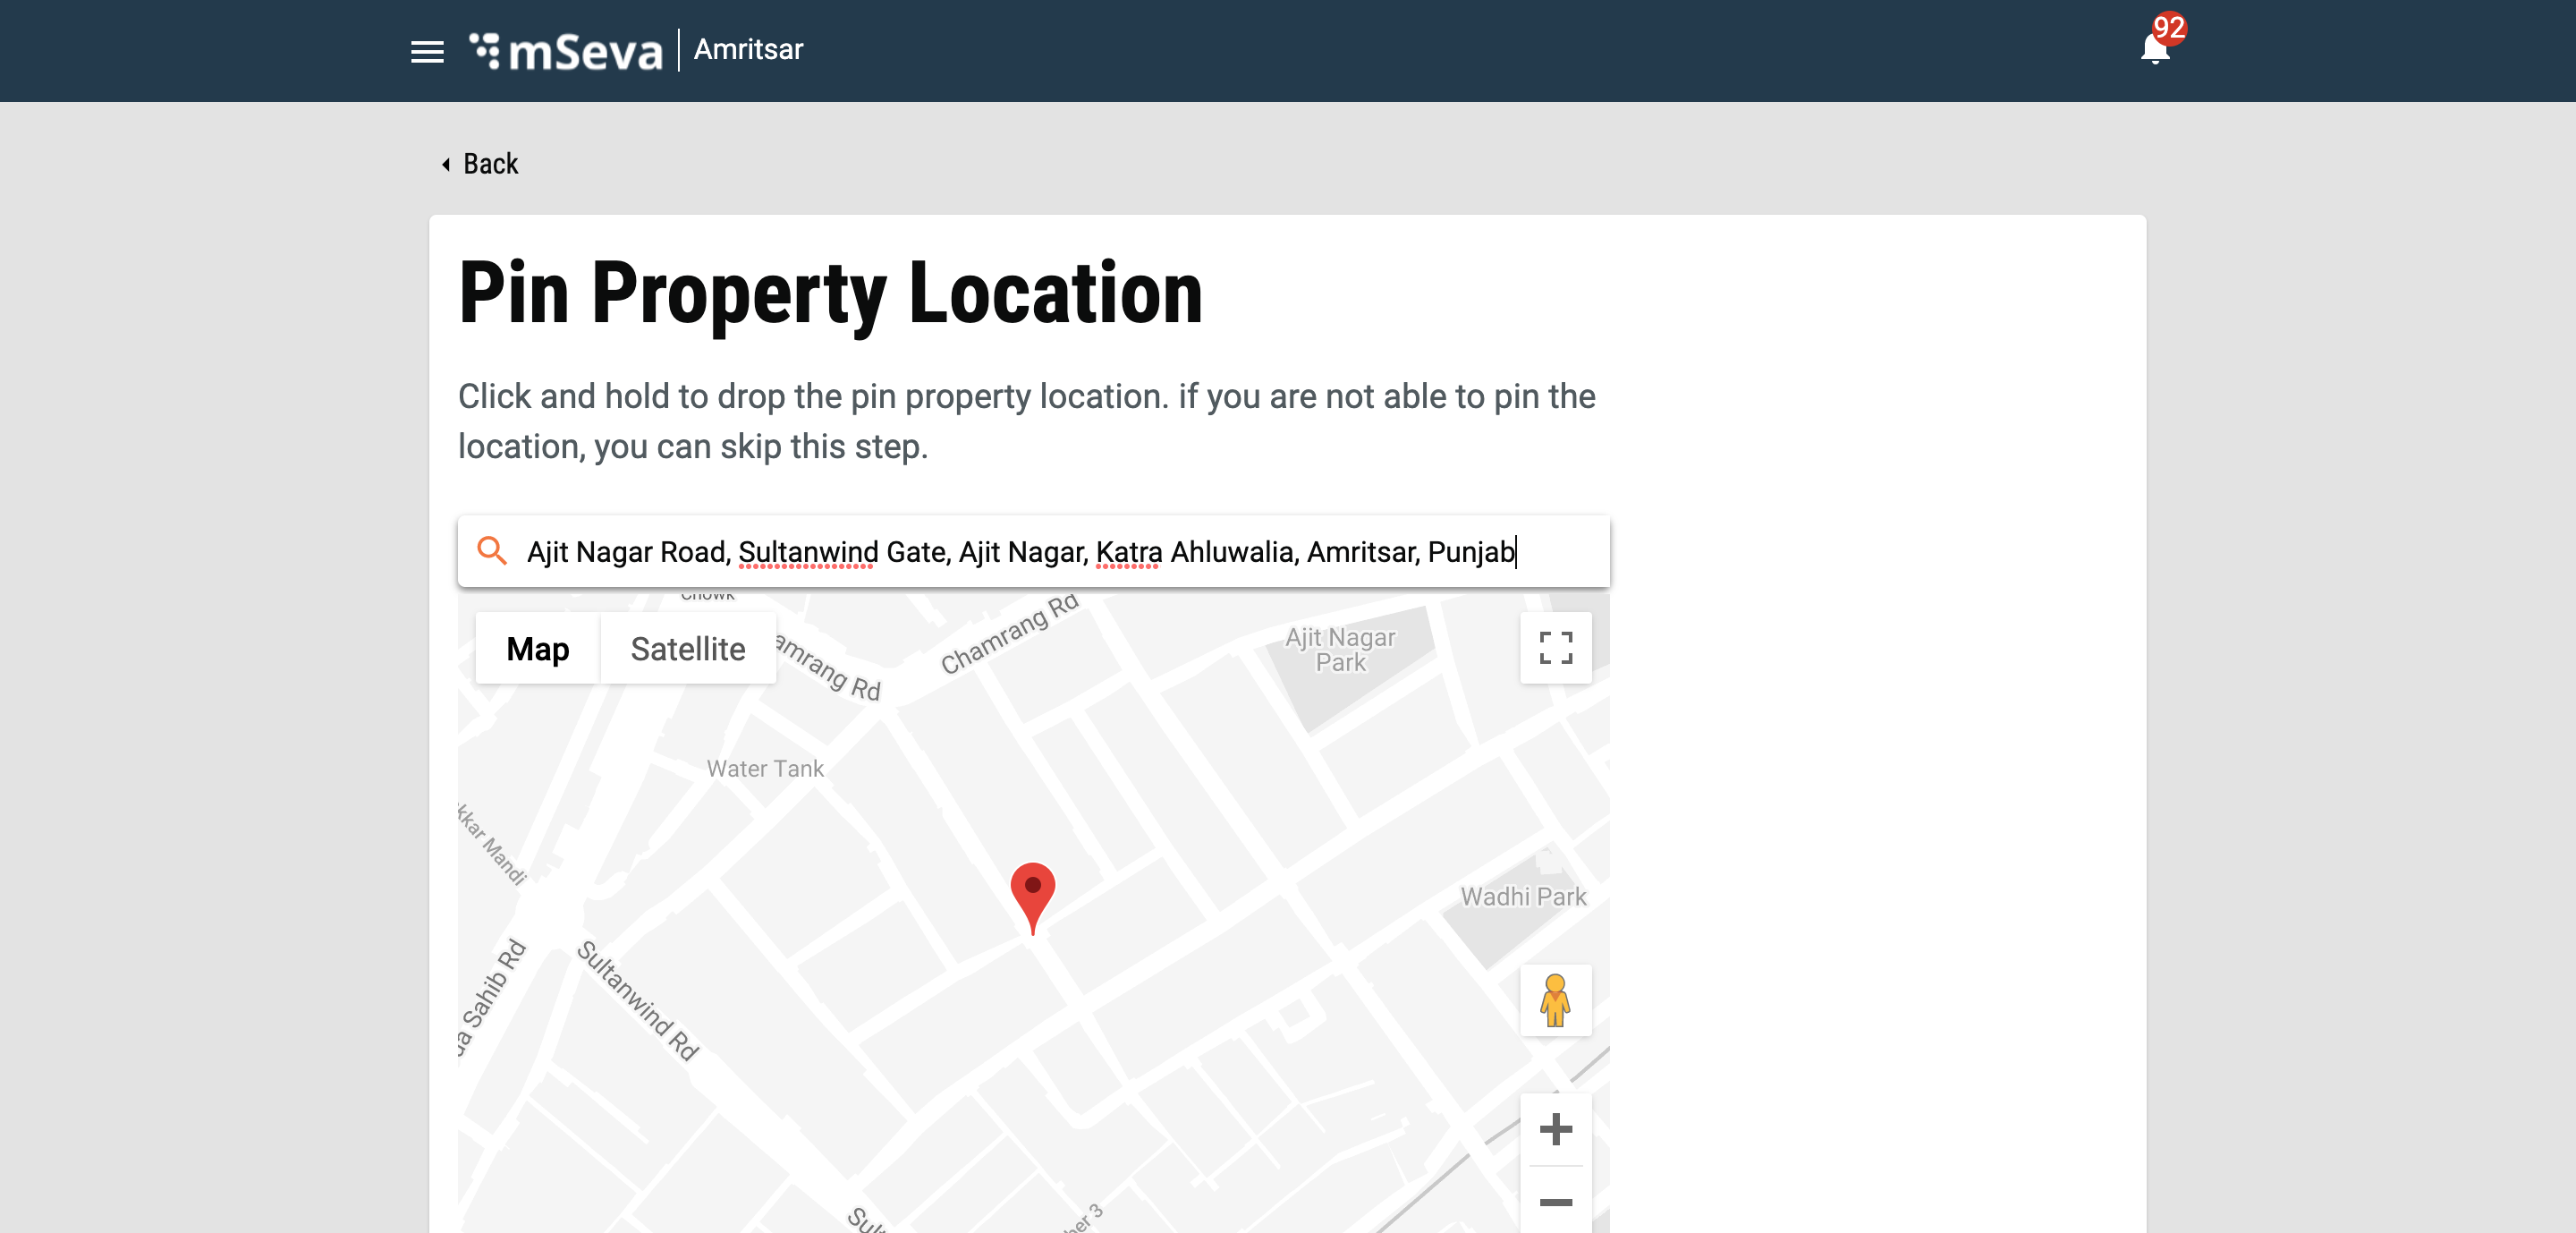 mSeva
Amritsar
92
Back
Pin Property Location
Click and hold to drop the pin property location. if you are not able to pin the
location, you can skip this step.
Ajit Nagar Road, Sultanwind Gate, Ajit Nagar, Katra Ahluwalia, Amritsar, Punjab
Chowk
Map
Satellite
amrang Rd
Chamrang Rd
Ajit Nagar
Park
Water Tank
kkar Mandi
Wadhi Park
Sahib Rd
Sultanwind Rd
3